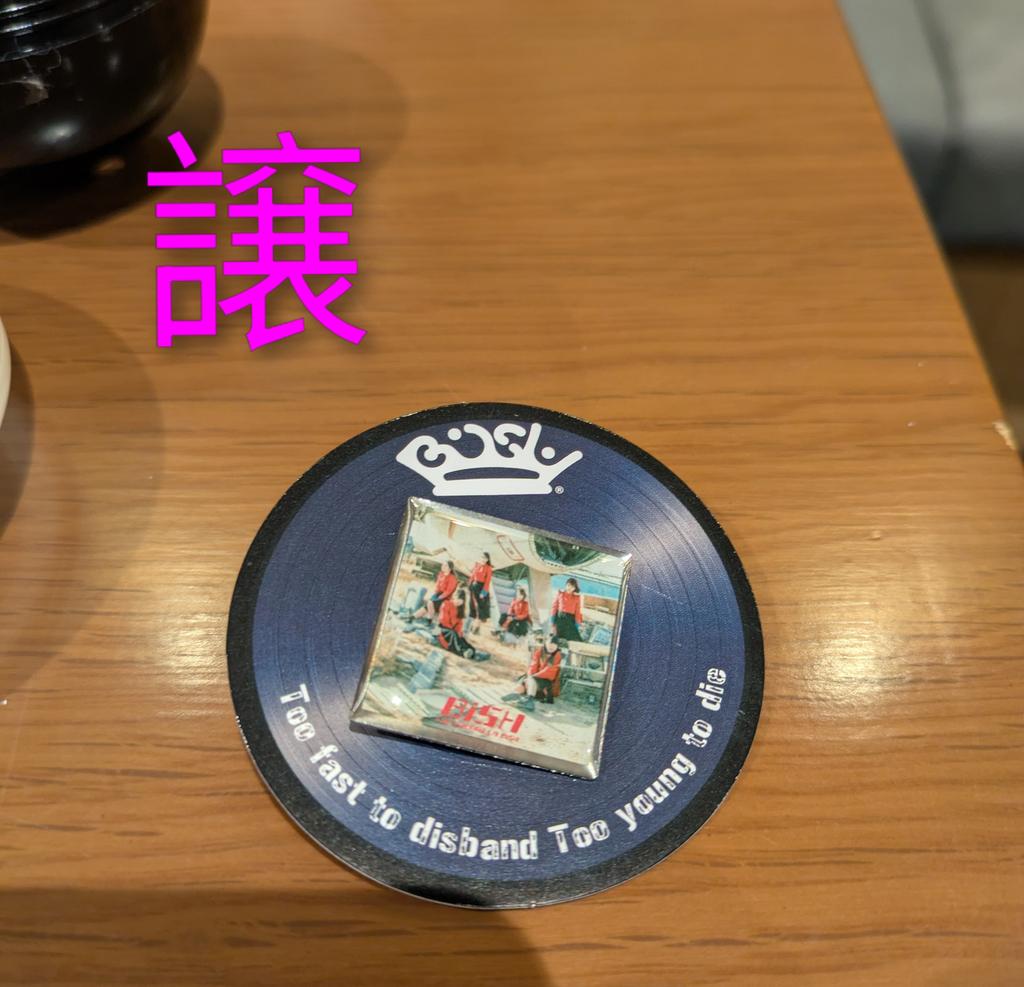 譲
BiSH
®
BiSH
Too fast to disband Too young to die